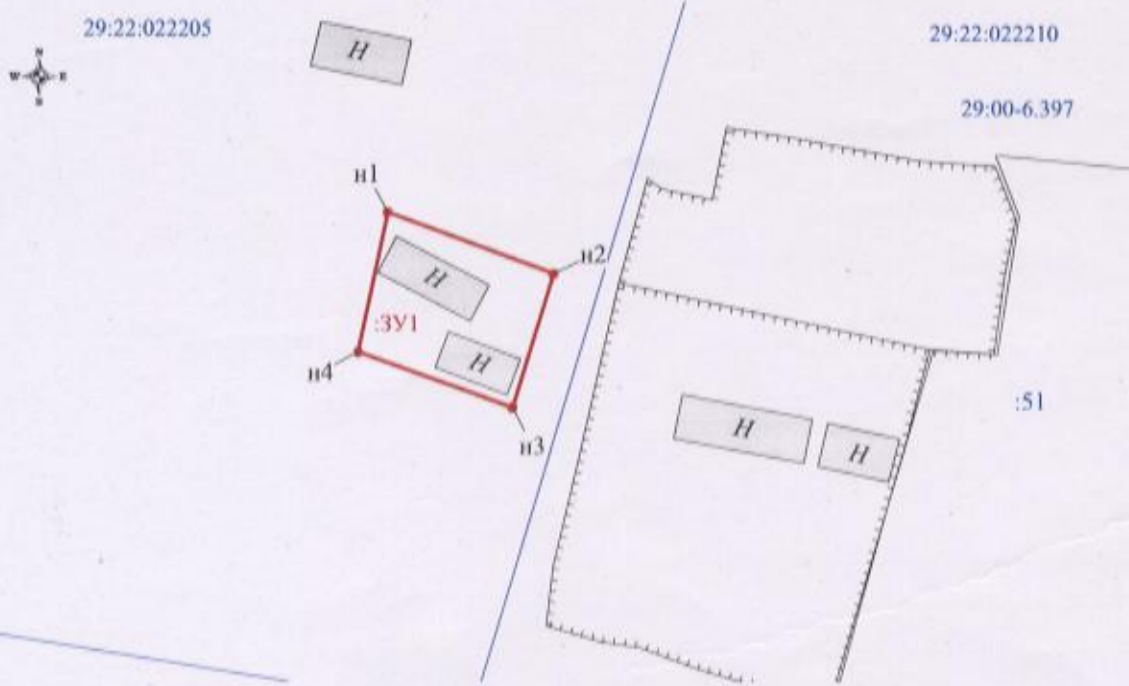 29:22:022205
Н
29:22:022210
N
W E
S
29:00-6.397
н1
н2
Н
:ЗУ1
Н
н4
:51
н3
Н
Н